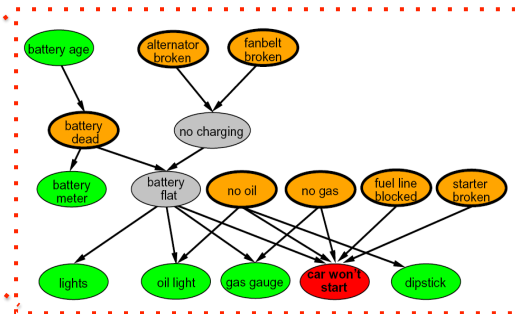 battery age
alternator
broken
fanbelt
broken
battery
dead
no charging
battery
meter
battery
flat
no oil
no gas
fuel line
blocked
starter
broken
lights
oil light
gas gauge
car won't
start
dipstick